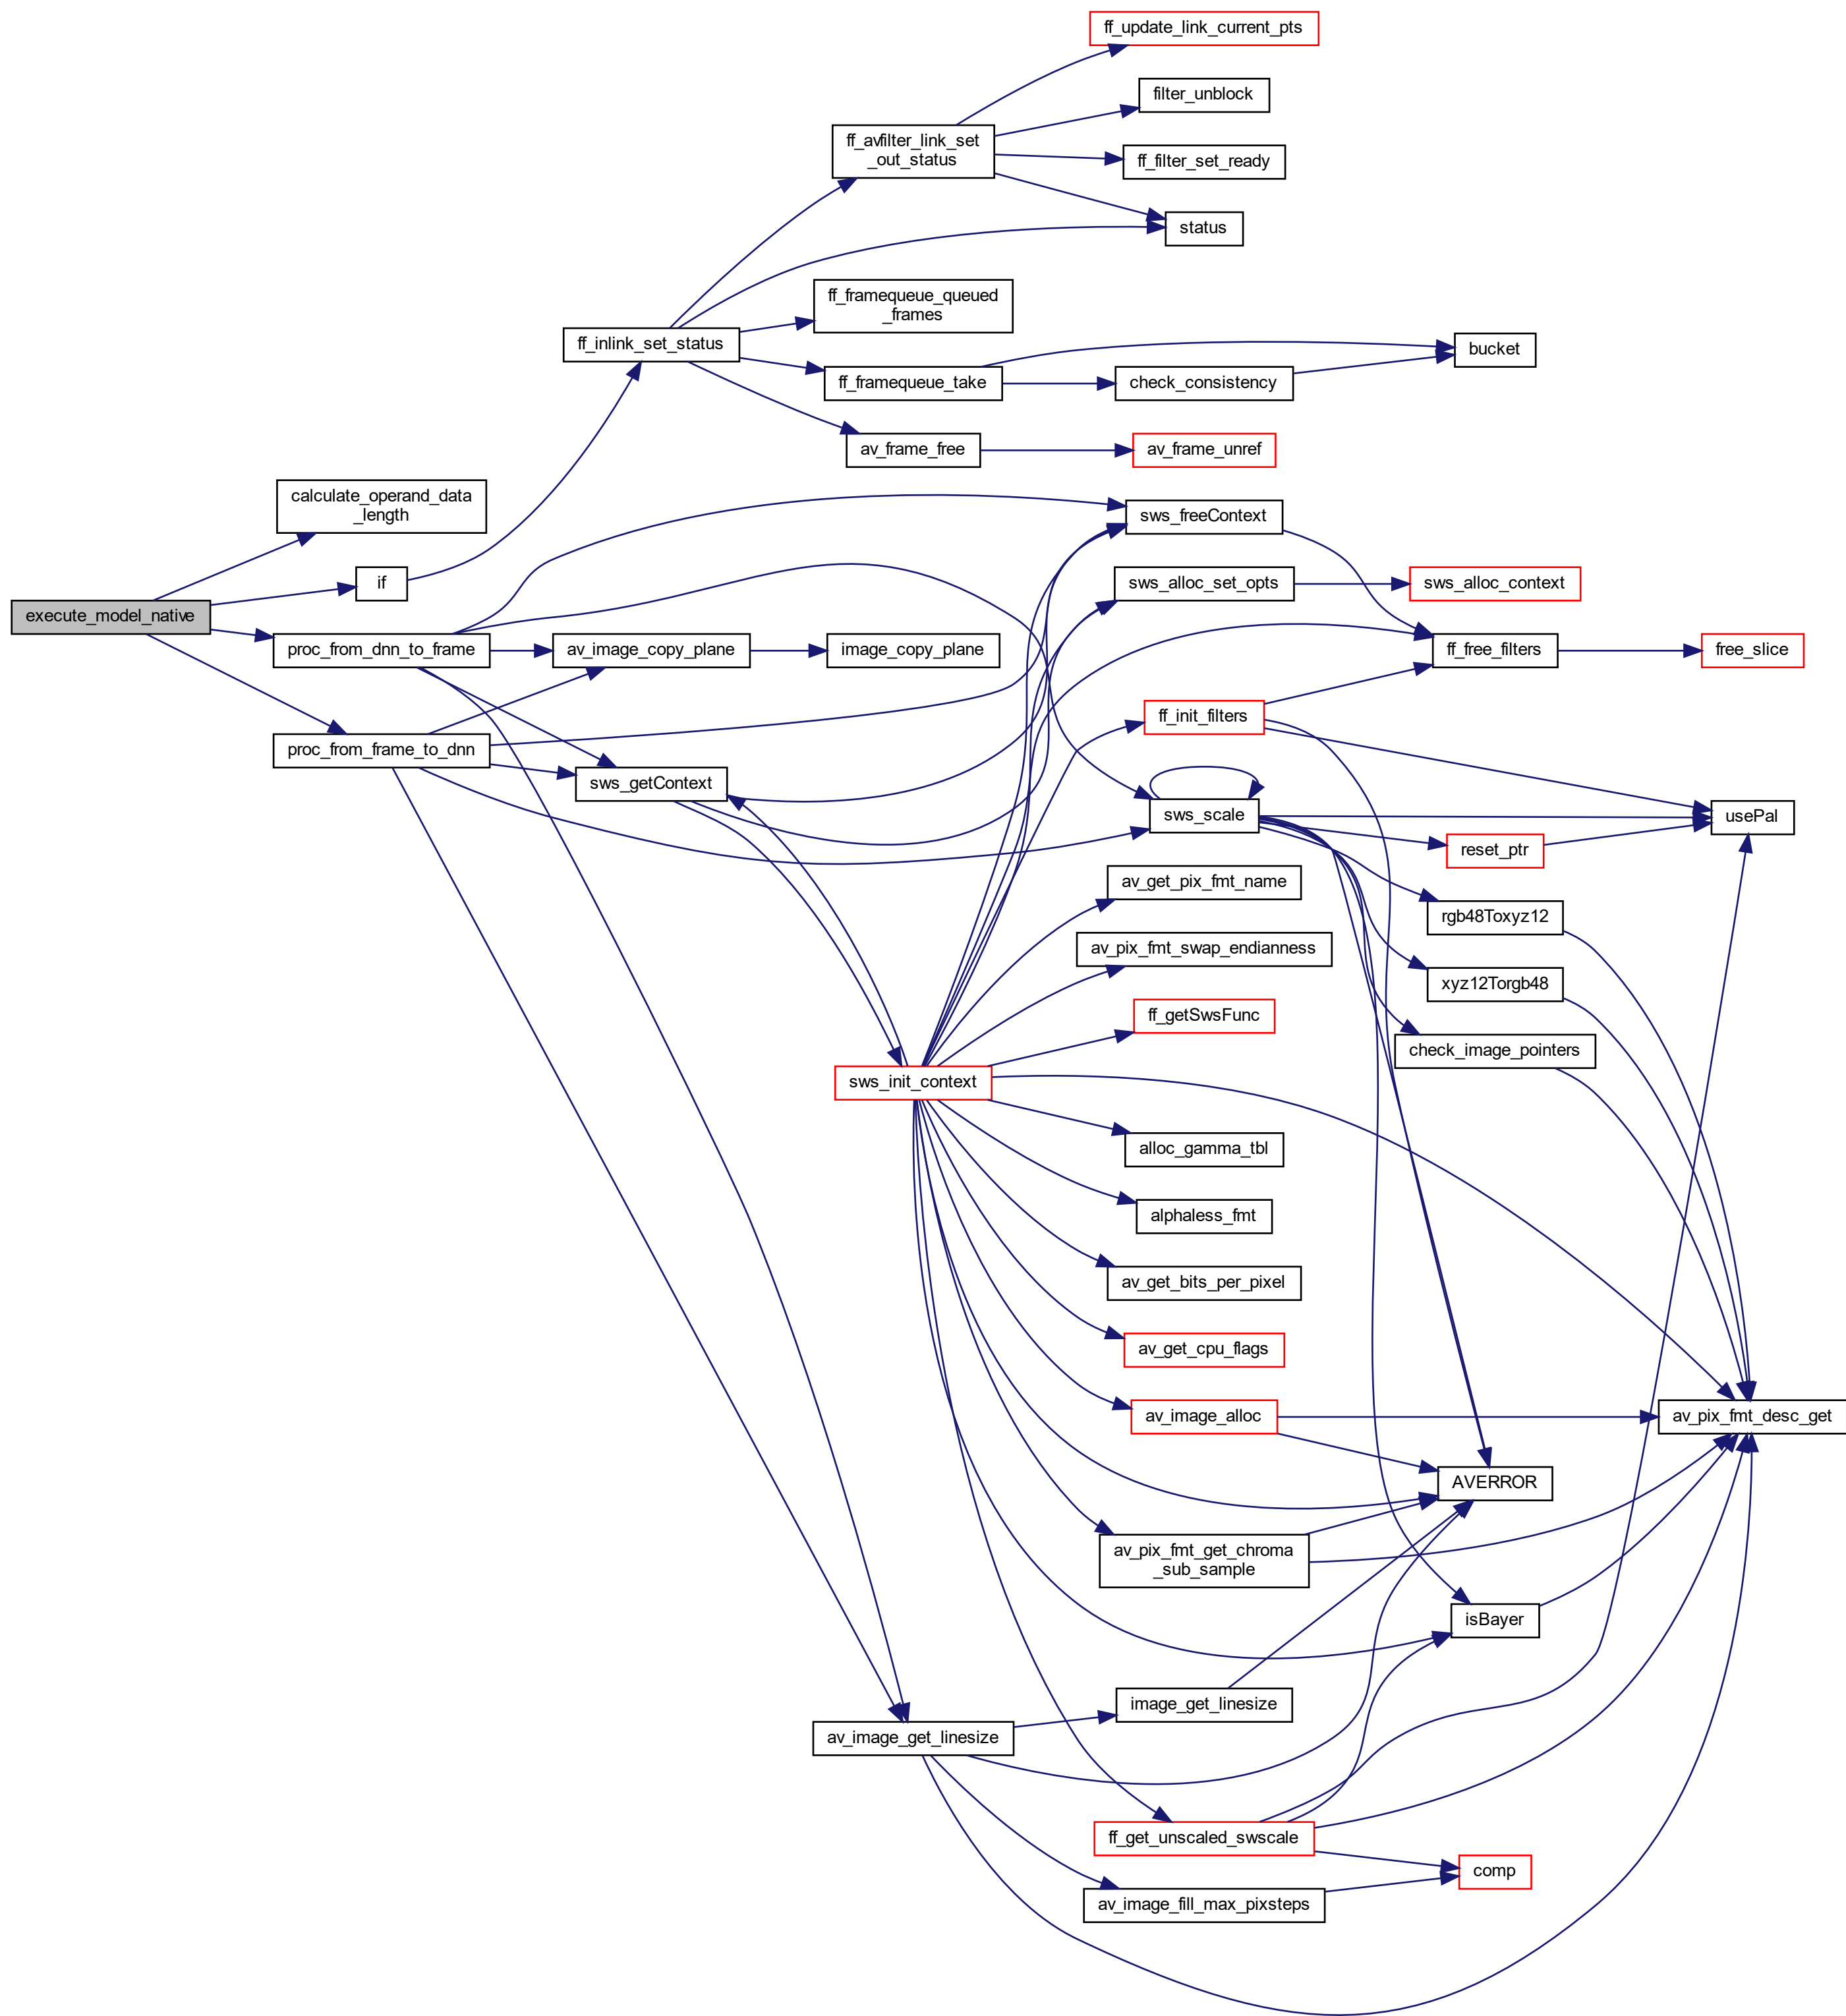 ff_update_link_current_pts
filter_unblock
ff_avfilter_link_set
_out_status
ff_filter_set_ready
status
ff_framequeue_queued
_frames
ff_inlink_set_status
bucket
ff_framequeue_take
check_consistency
av_frame_free
av_frame_unref
calculate_operand_data
_length
sws_freeContext
if
sws_alloc_set_opts
sws_alloc_context
execute_model_native
proc_from_dnn_to_frame
av_image_copy_plane
image_copy_plane
ff_free_filters
free_slice
ff_init_filters
proc_from_frame_to_dnn
sws_getContext
sws_scale
usePal
reset_ptr
av_get_pix_fmt_name
rgb48Toxyz12
av_pix_fmt_swap_endianness
xyz12Torgb48
ff_getSwsFunc
check_image_pointers
sws_init_context
alloc_gamma_tbl
alphaless_fmt
av_get_bits_per_pixel
av_get_cpu_flags
av_image_alloc
av_pix_fmt_desc_get
AVERROR
av_pix_fmt_get_chroma
_sub_sample
isBayer
image_get_linesize
av_image_get_linesize
ff_get_unscaled_swscale
comp
av_image_fill_max_pixsteps